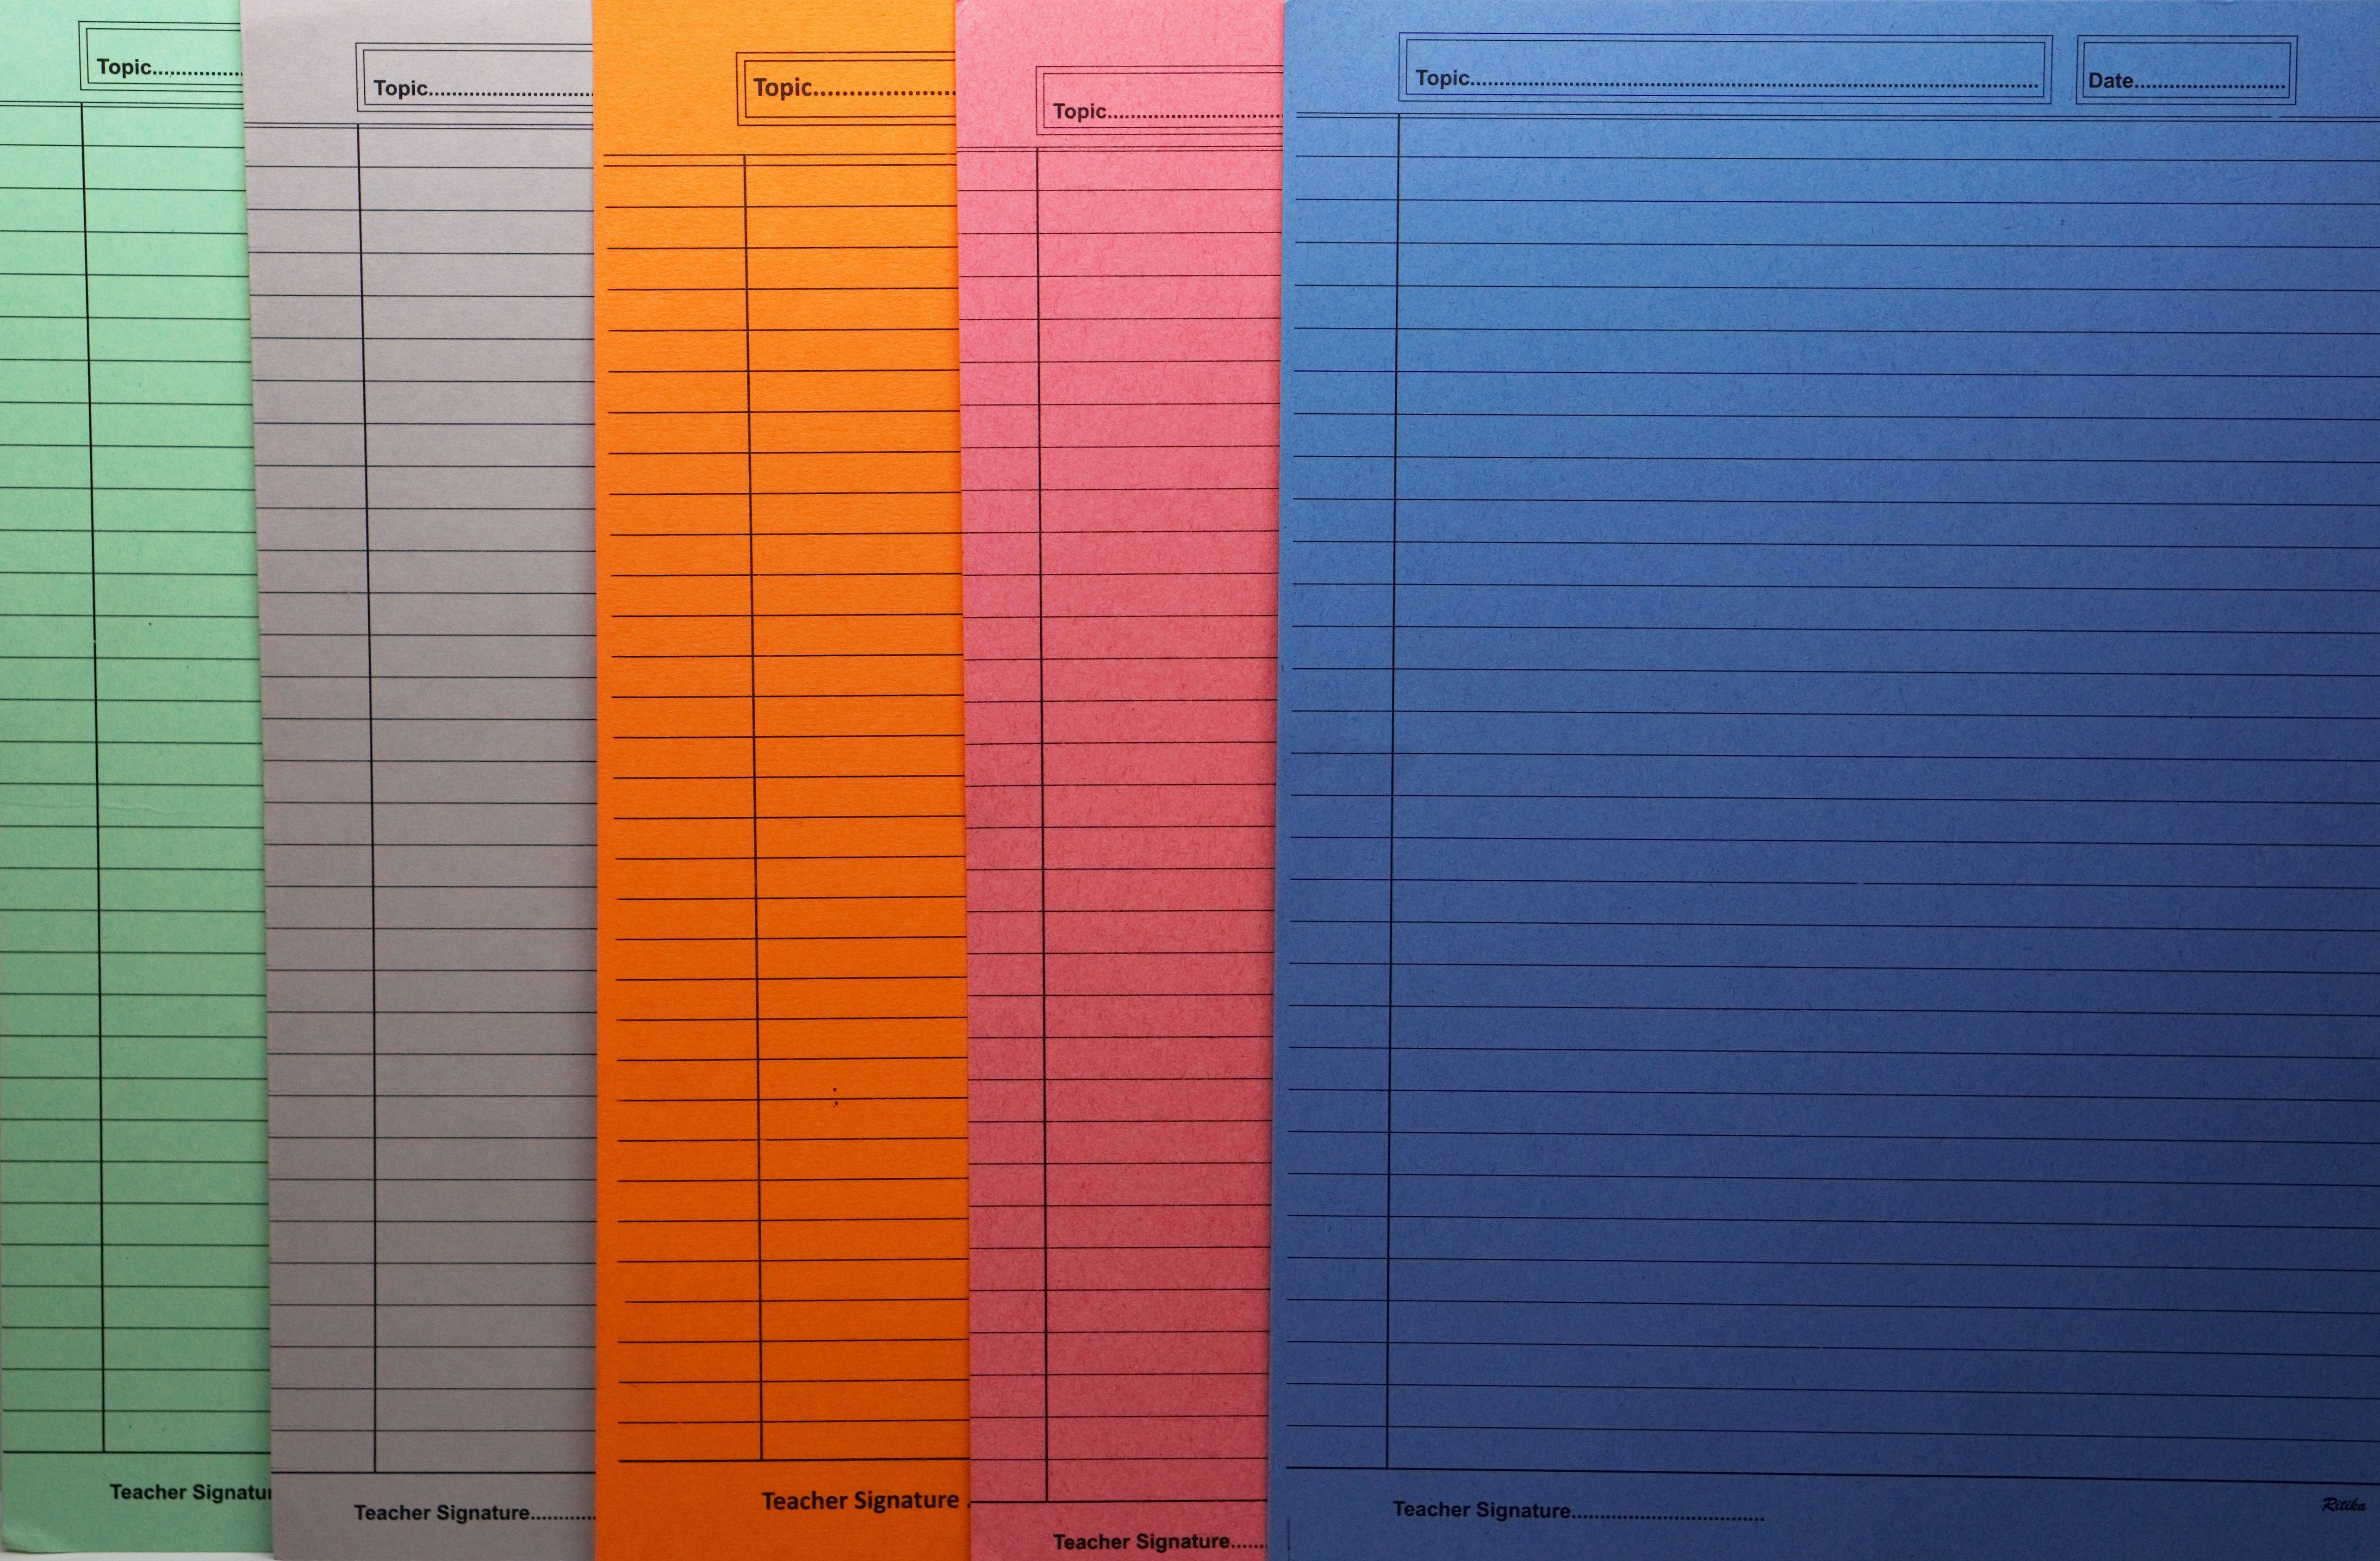 Topic..................
Topic..............................
Topic........................
Topic...............................
Topic....................................................................................................
Date...........................
Teacher Signatu
Teacher Signature............
Teacher Signature .
Teacher Signature.......
Teacher Signature...................................
Ritika